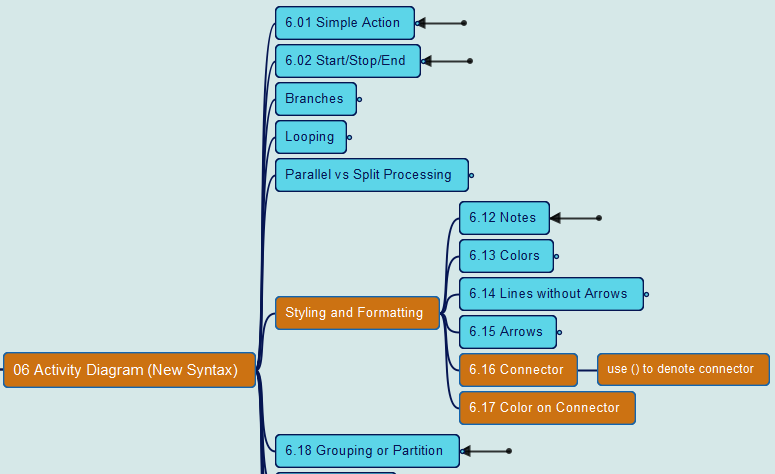 6.01 Simple Action
6.02 Start/Stop/End
Branches
Looping
Parallel vs Split Processing
6.12 Notes
6.13 Colors
6.14 Lines without Arrows
Styling and Formatting
6.15 Arrows
06 Activity Diagram (New Syntax)
6.16 Connector
use () to denote connector
6.17 Color on Connector
6.18 Grouping or Partition